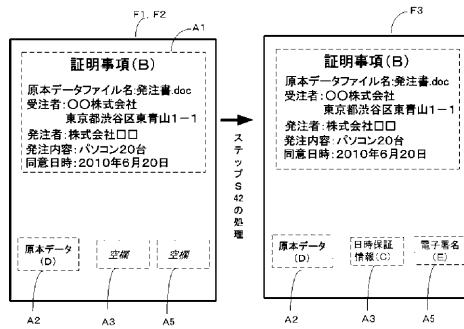 F1, F2
A1
証明事項(B)
原本データファイル名:発注書.doc
受注者:〇〇株式会社
東京都渋谷区東青山1-1
発注者:株式会社□□
発注内容:パソコン20台
同意日時:2010年6月20日
原本データ
(D)
空欄
空欄
A2
A3
A5
ステップS42の処理
F3
証明事項(B)
原本データファイル名:発注書.doc
受注者:〇〇株式会社
東京都渋谷区東青山1-1
発注者:株式会社□□
発注内容:パソコン20台
同意日時:2010年6月20日
原本データ
(D)
日時保証
情報(C)
電子署名
(E)
A2
A3
A5